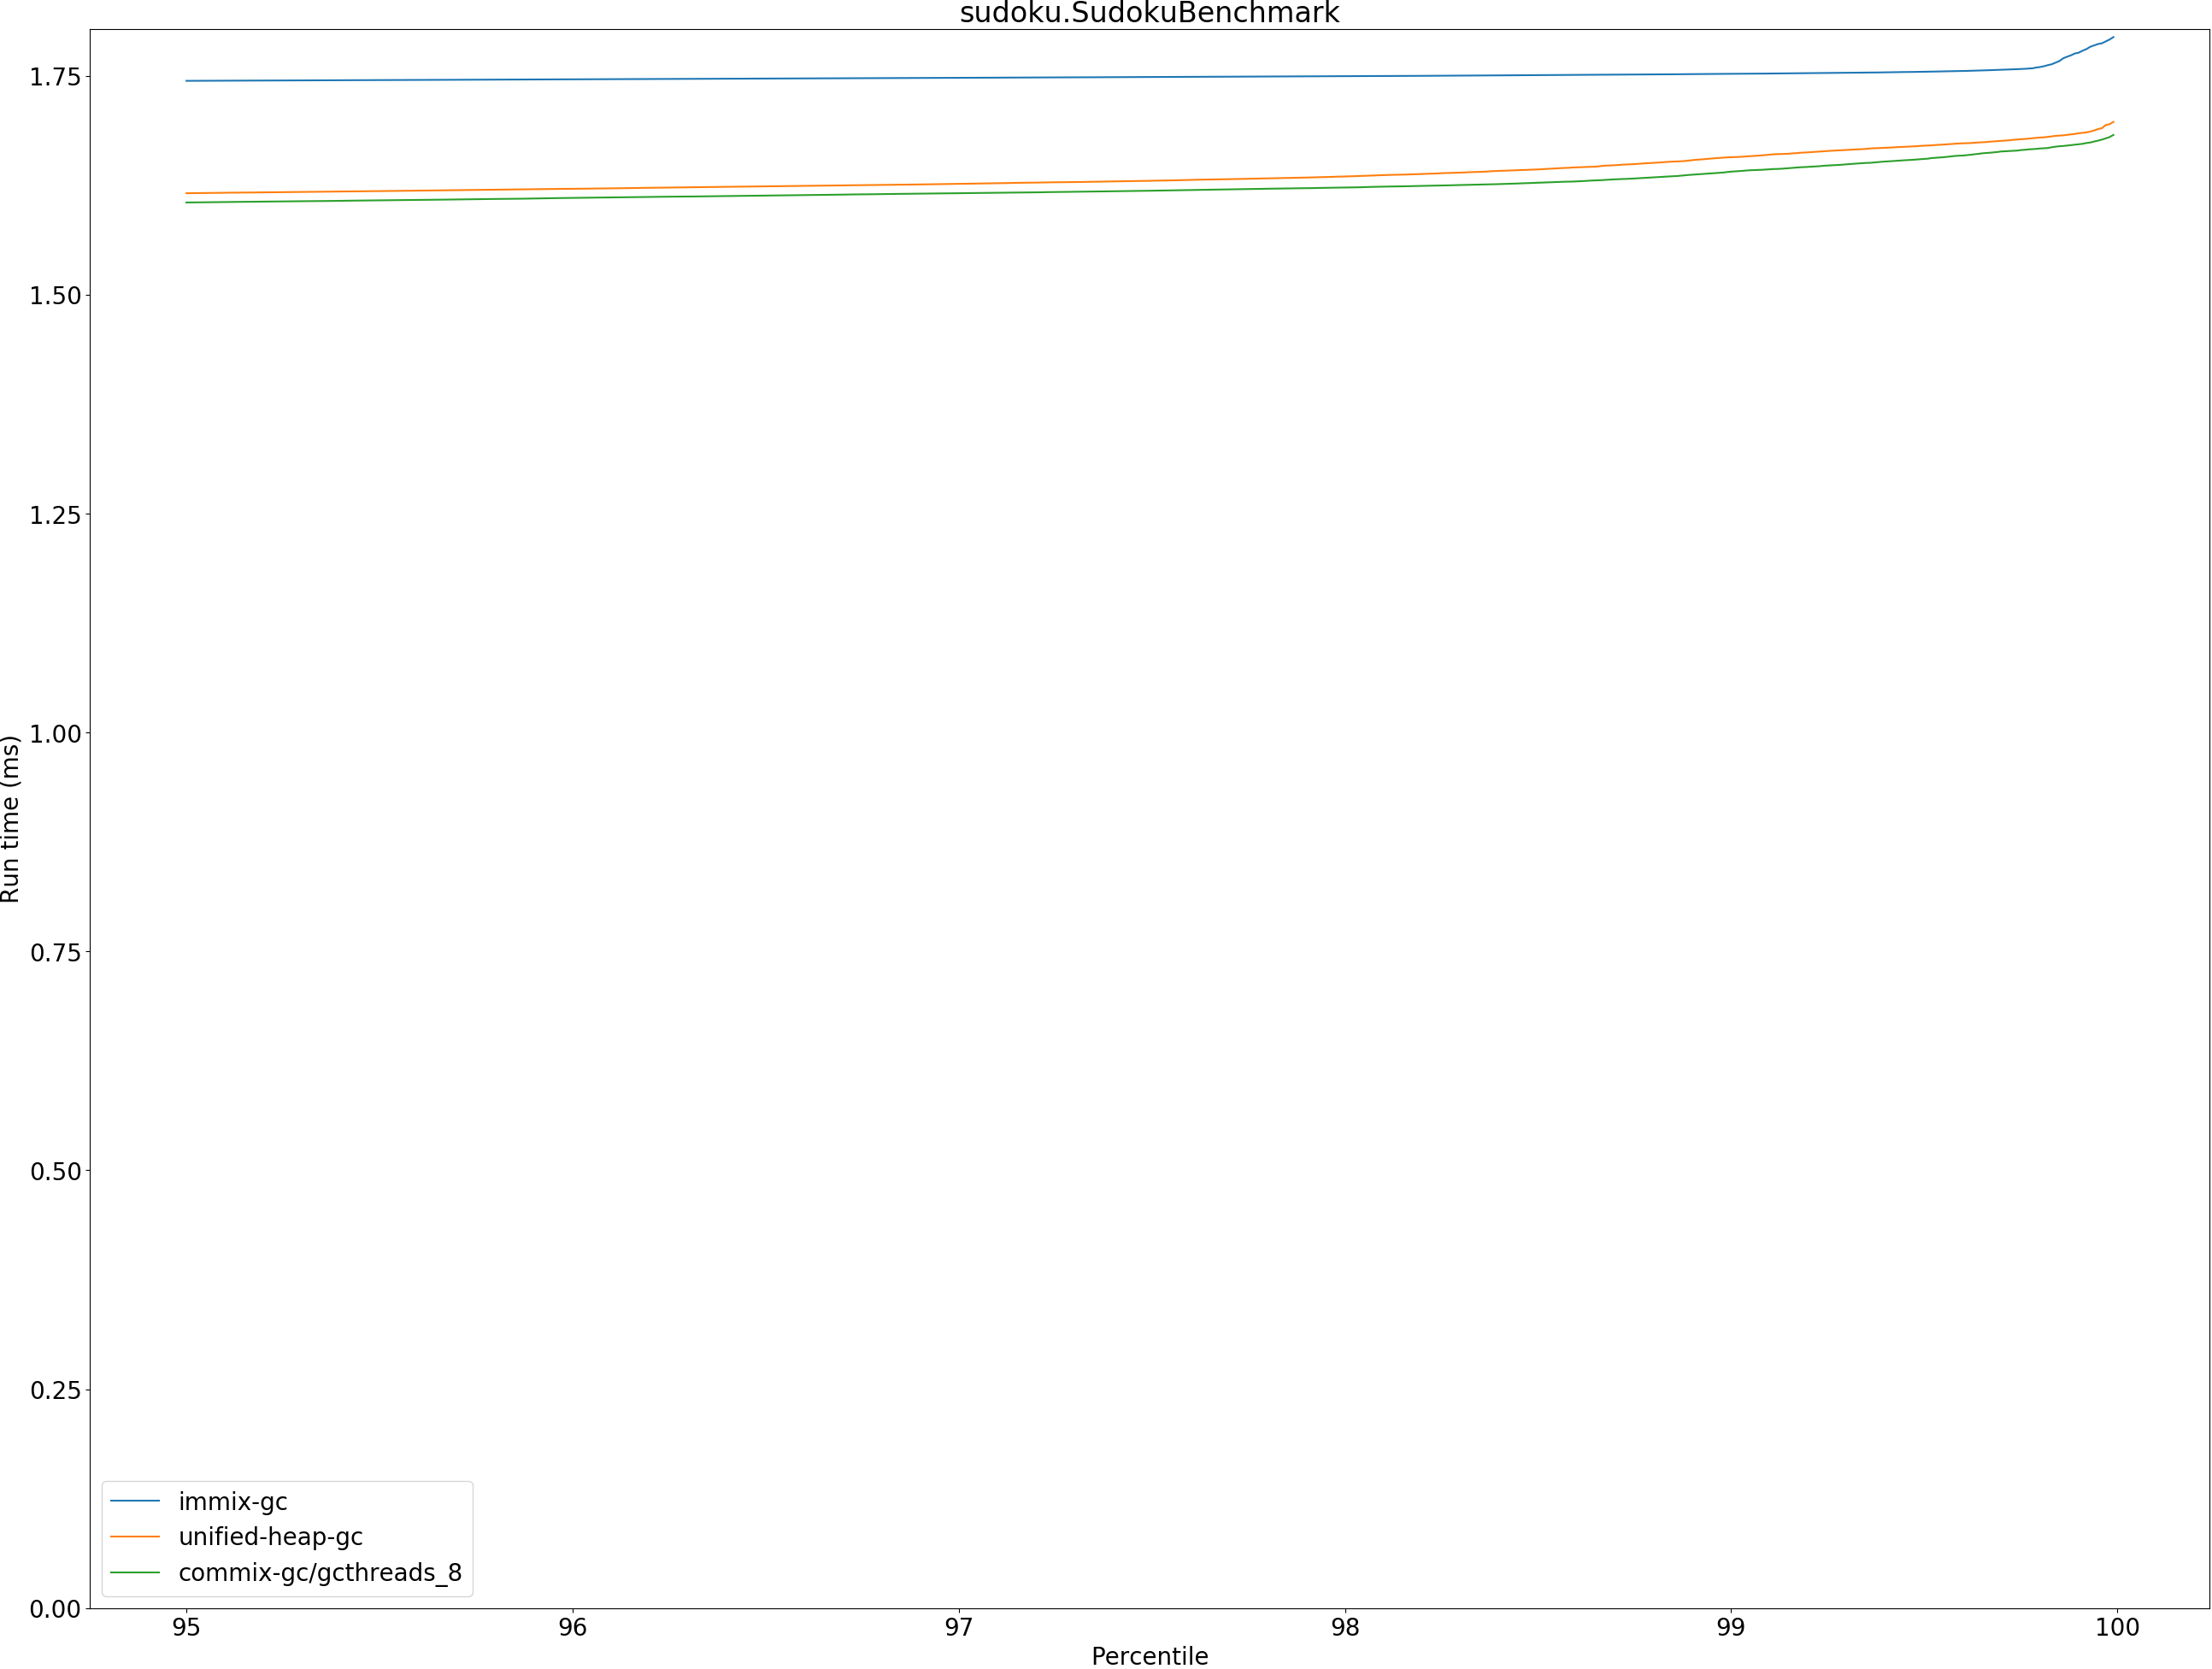 sudoku.SudokuBenchmark
Run time (ms)
1.75
1.50
1.25
1.00
0.75
0.50
0.25
0.00
immix-gc
unified-heap-gc
commix-gc/gcthreads_8
95 96 97 98 99 100
Percentile